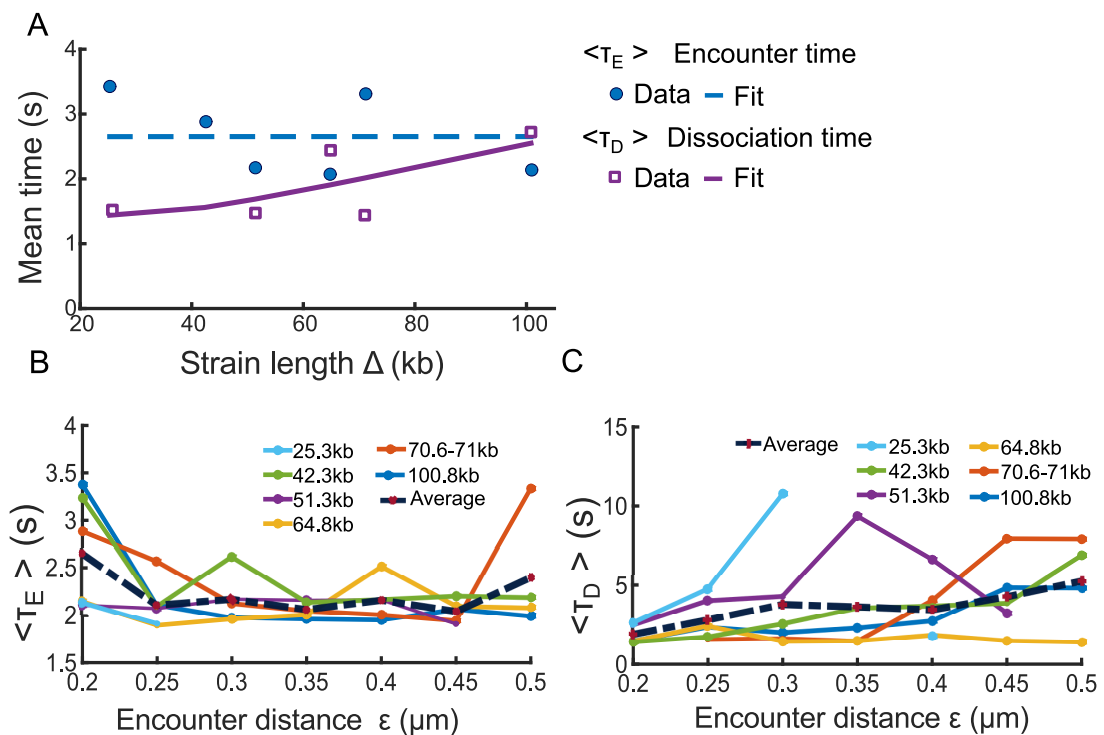 A
4
3
2
1
0
Mean time (s)
20 40 60 80 100
Strain length Δ (kb)
<τE > Encounter time
Data Fit
<τD > Dissociation time
Data Fit
B
4
3.5
3
2.5
2
1.5
<τE > (s)
25.3kb
42.3kb
51.3kb
64.8kb
70.6-71kb
100.8kb
Average
0.2 0.25 0.3 0.35 0.4 0.45 0.5
Encounter distance ε (μm)
C
15
10
5
0
<τD > (s)
Average
25.3kb
42.3kb
51.3kb
64.8kb
70.6-71kb
100.8kb
0.2 0.25 0.3 0.35 0.4 0.45 0.5
Encounter distance ε (μm)